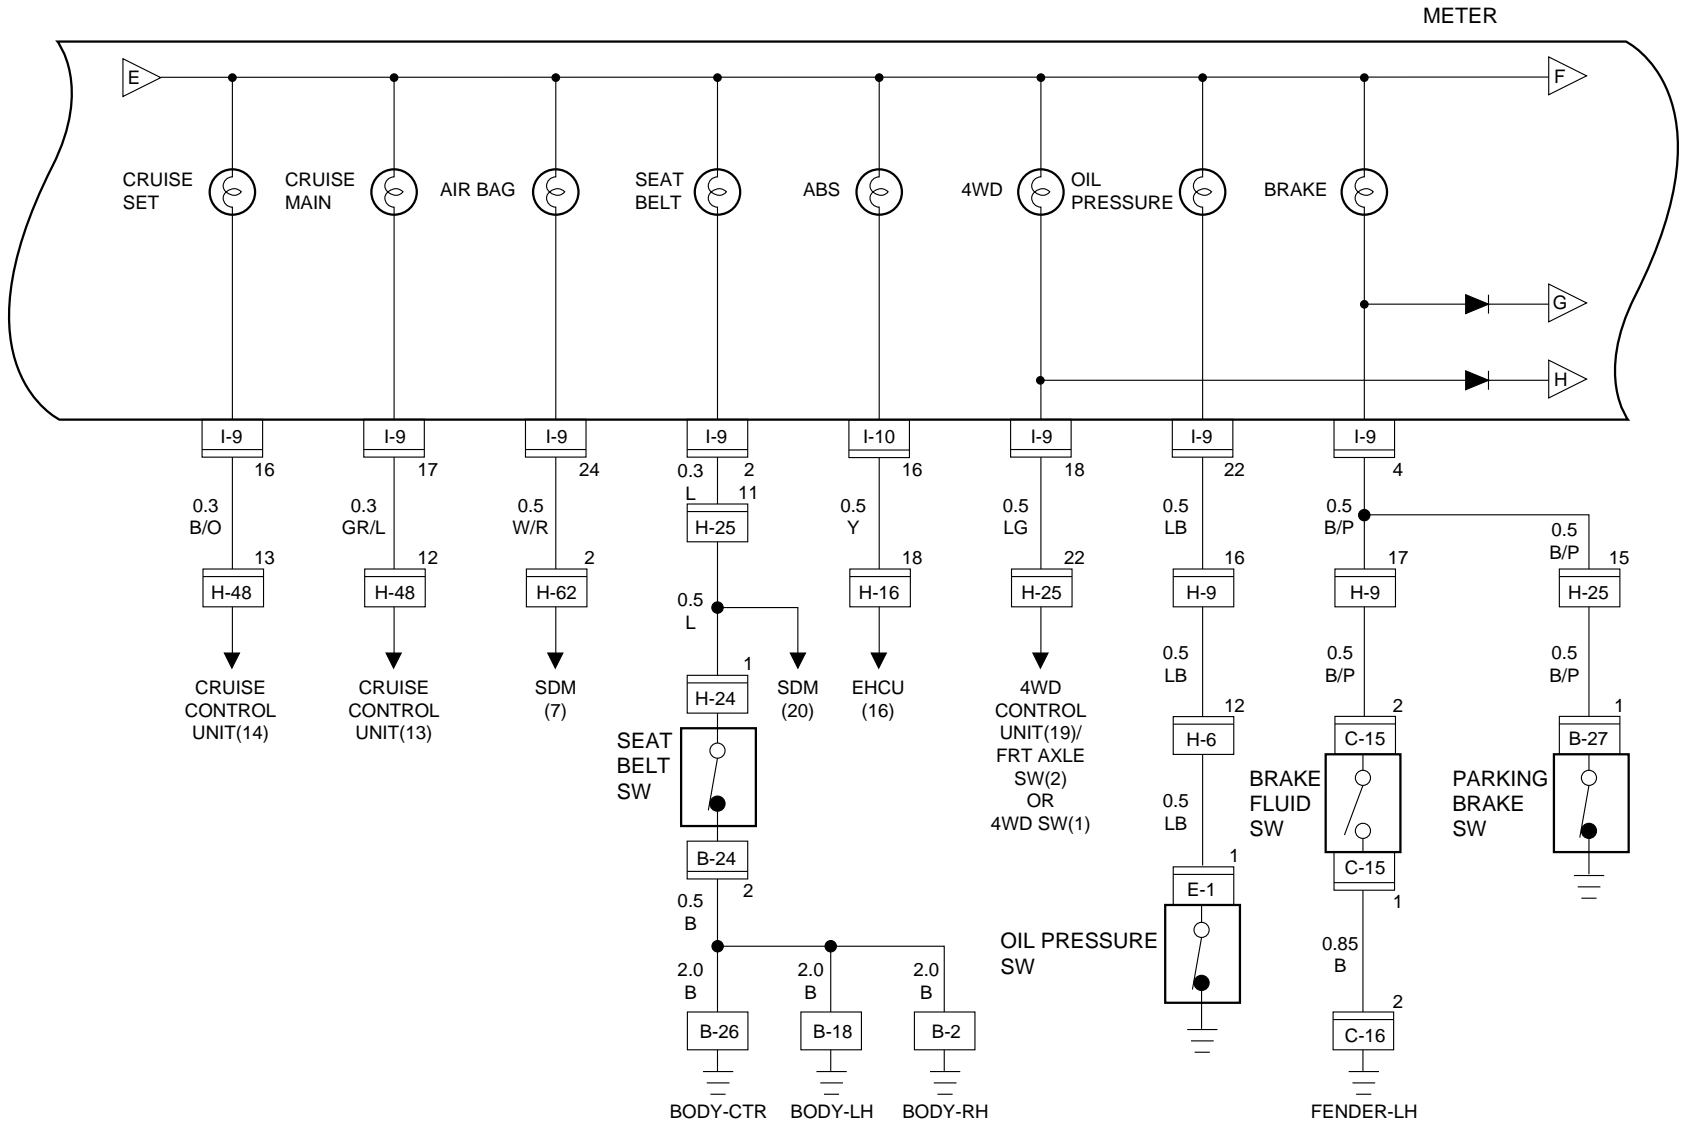 METER
E
F
CRUISE
SET
CRUISE
MAIN
AIR BAG
SEAT
BELT
ABS
4WD
OIL
PRESSURE
BRAKE
G
H
I-9
I-9
I-9
I-9
I-10
I-9
I-9
I-9
16
17
24
2
16
18
22
4
0.3
B/O
0.3
GR/L
0.5
W/R
0.3
L
11
H-25
0.5
Y
0.5
LG
0.5
LB
0.5
B/P
0.5
B/P
13
H-48
12
H-48
2
H-62
18
H-16
22
H-25
16
H-9
17
H-9
15
H-25
0.5
L
CRUISE
CONTROL
UNIT(14)
CRUISE
CONTROL
UNIT(13)
SDM
(7)
1
H-24
SDM
(20)
EHCU
(16)
4WD
CONTROL
UNIT(19)/
FRT AXLE
SW(2)
OR
4WD SW(1)
0.5
LB
0.5
B/P
0.5
B/P
12
H-6
2
C-15
1
B-27
SEAT
BELT
SW
BRAKE
FLUID
SW
PARKING
BRAKE
SW
0.5
LB
B-24
2
1
E-1
C-15
1
0.5
B
OIL PRESSURE
SW
0.85
B
2.0
B
2.0
B
2.0
B
B-26
B-18
B-2
2
C-16
BODY-CTR
BODY-LH
BODY-RH
FENDER-LH